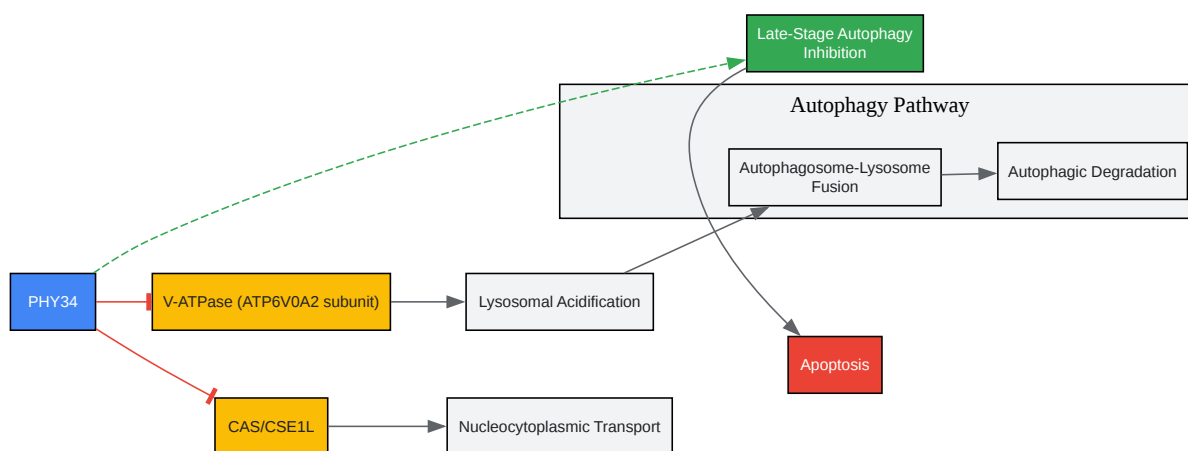 Late-Stage Autophagy
Inhibition
Autophagy Pathway
Autophagosome-Lysosome
Fusion
Autophagic Degradation
PHY34
V-ATPase (ATP6V0A2 subunit)
Lysosomal Acidification
Apoptosis
CAS/CSE1L
Nucleocytoplasmic Transport